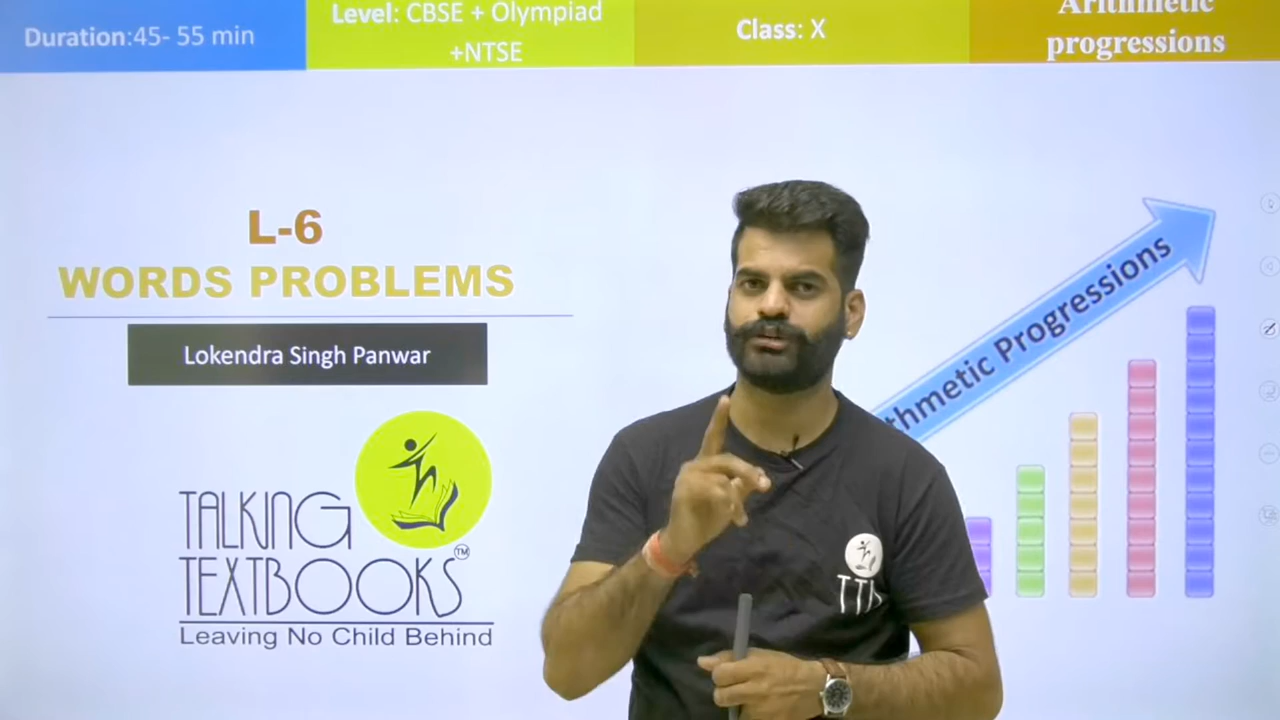 Duration:45- 55 min
Level: CBSE + Olympiad
+NTSE
Class: X
Arithmetic
progressions
L-6
WORDS PROBLEMS
Lokendra Singh Panwar
TALKING
TEXTBOOKS
TM
Leaving No Child Behind
thmetic Progressions